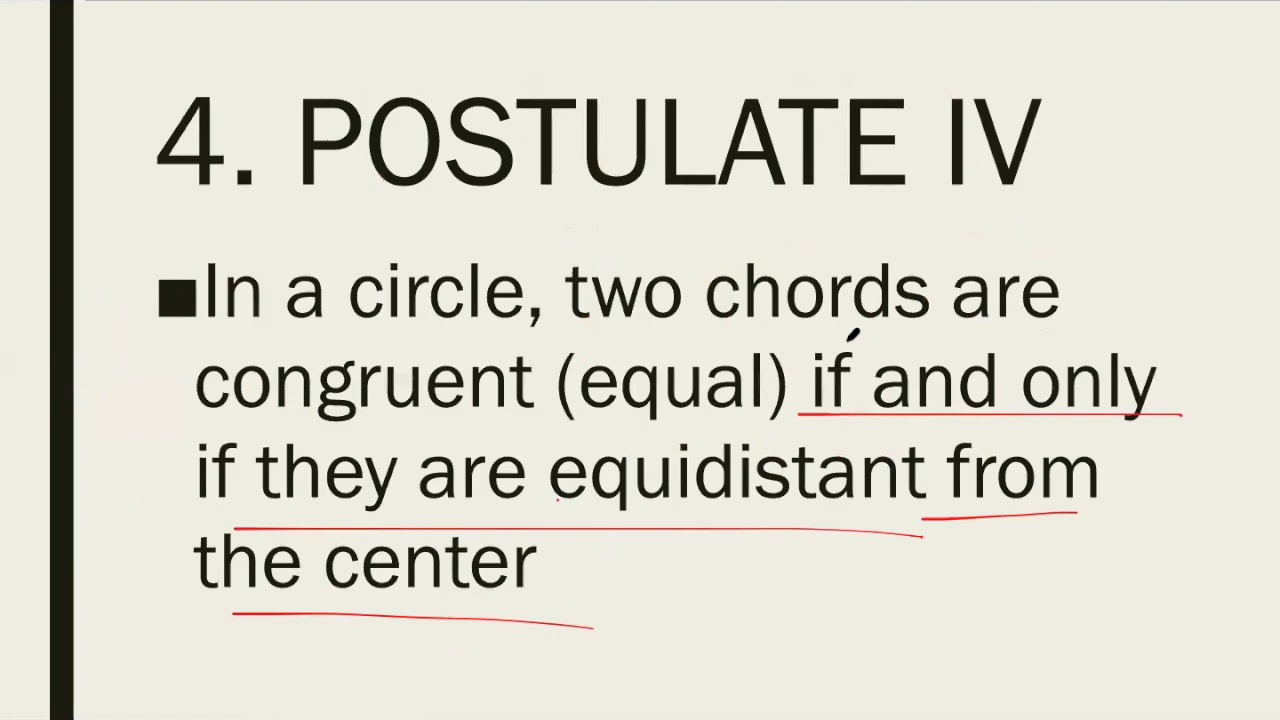 4. POSTULATE IV
■In a circle, two chords are
congruent (equal) if and only
if they are equidistant from
the center